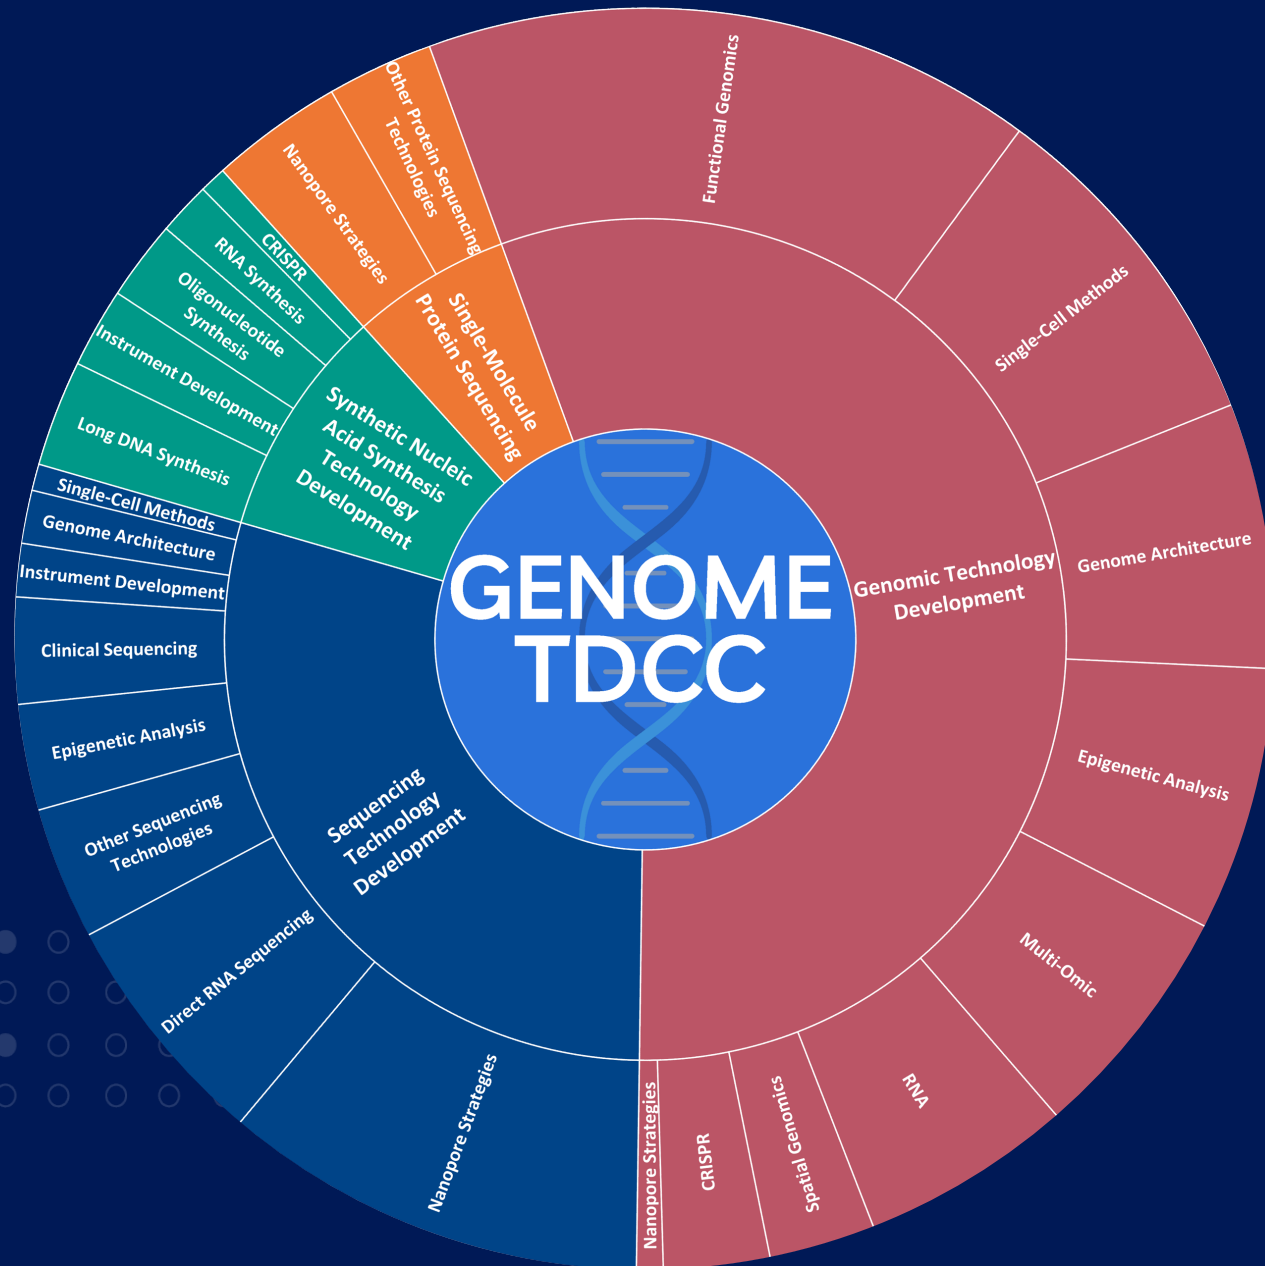 GENOME
TDCC
Genomic Technology
Development
Functional Genomics
Single-Cell Methods
Genome Architecture
Epigenetic Analysis
Multi-Omic
RNA
Spatial Genomics
CRISPR
Nanopore Strategies
Sequencing
Technology
Development
Nanopore Strategies
Direct RNA Sequencing
Other Sequencing
Technologies
Epigenetic Analysis
Clinical Sequencing
Instrument Development
Genome Architecture
Single-Cell Methods
Synthetic Nucleic
Acid Synthesis
Technology
Development
Long DNA Synthesis
Instrument Development
Oligonucleotide
Synthesis
RNA Synthesis
CRISPR
Single-Molecule
Protein Sequencing
Nanopore Strategies
Other Protein Sequencing
Technologies